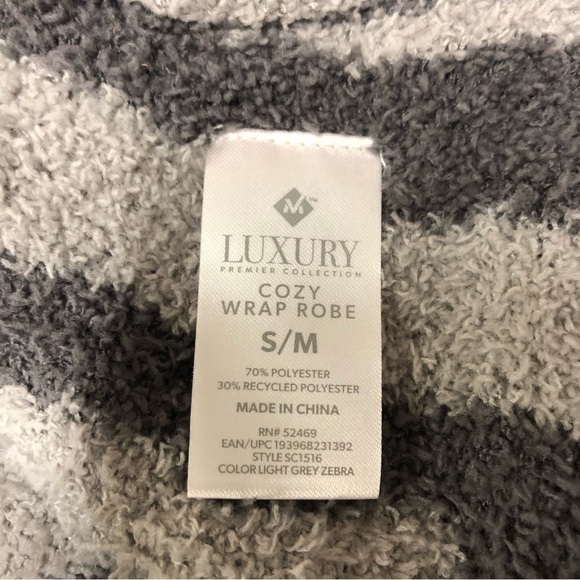 M™
LUXURY
PREMIER COLLECTION
COZY
WRAP ROBE
S/M
70% POLYESTER
30% RECYCLED POLYESTER
MADE IN CHINA
RN# 52469
EAN/UPC 193968231392
STYLE SC1516
COLOR LIGHT GREY ZEBRA